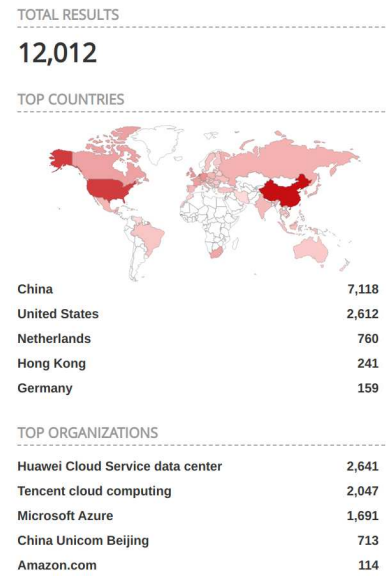 TOTAL RESULTS
12,012
TOP COUNTRIES
China 7,118
United States 2,612
Netherlands 760
Hong Kong 241
Germany 159
TOP ORGANIZATIONS
Huawei Cloud Service data center 2,641
Tencent cloud computing 2,047
Microsoft Azure 1,691
China Unicom Beijing 713
Amazon.com 114